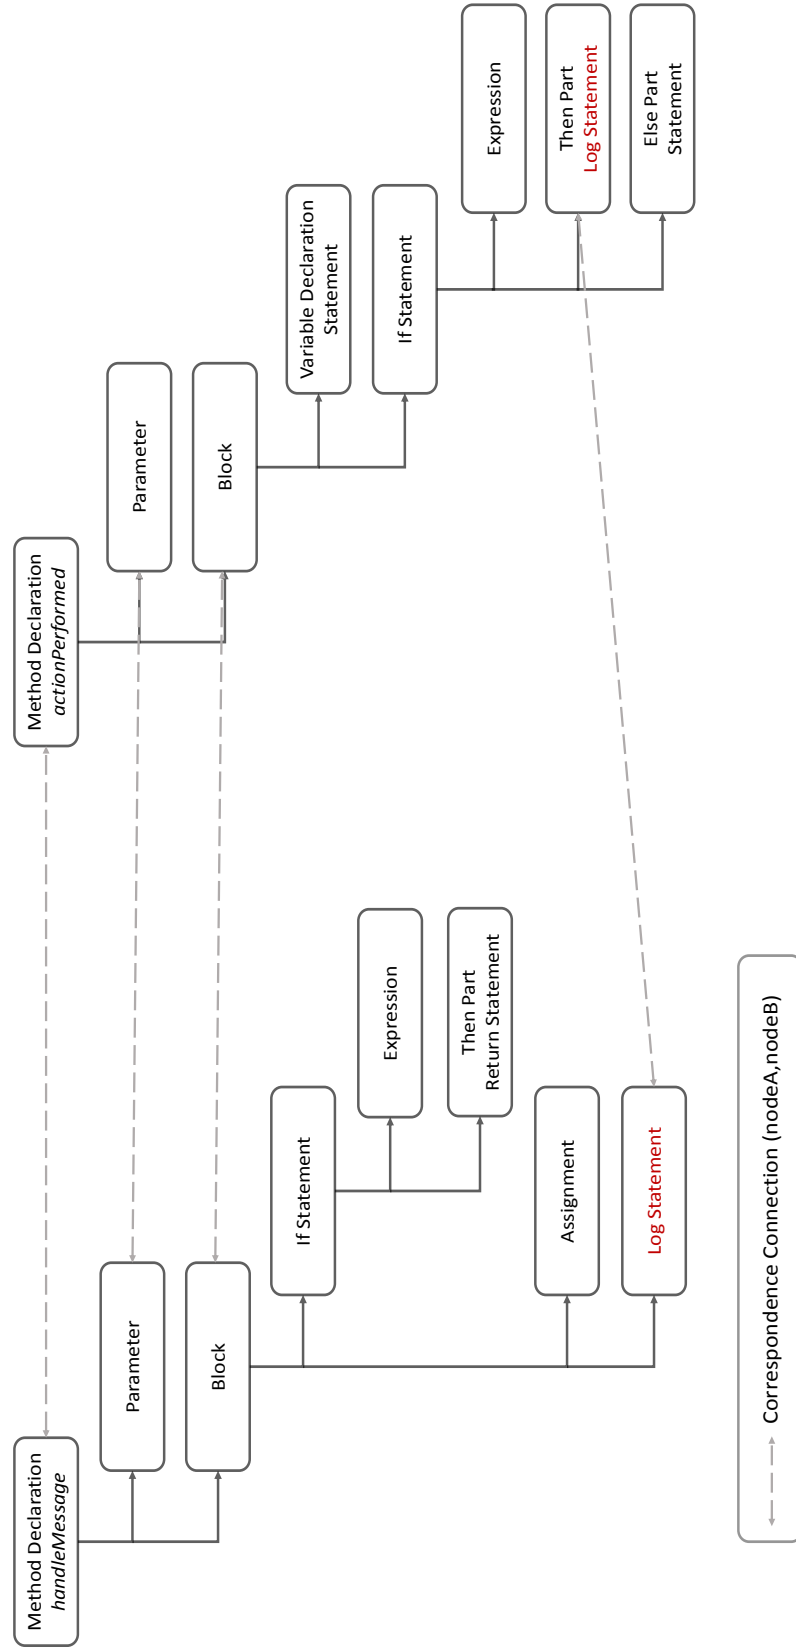 Method Declaration
handleMessage
Parameter
Block
If Statement
Expression
Then Part
Return Statement
Assignment
Log Statement
Method Declaration
actionPerformed
Parameter
Block
Variable Declaration
Statement
If Statement
Expression
Then Part
Log Statement
Else Part
Statement
Correspondence Connection (nodeA,nodeB)